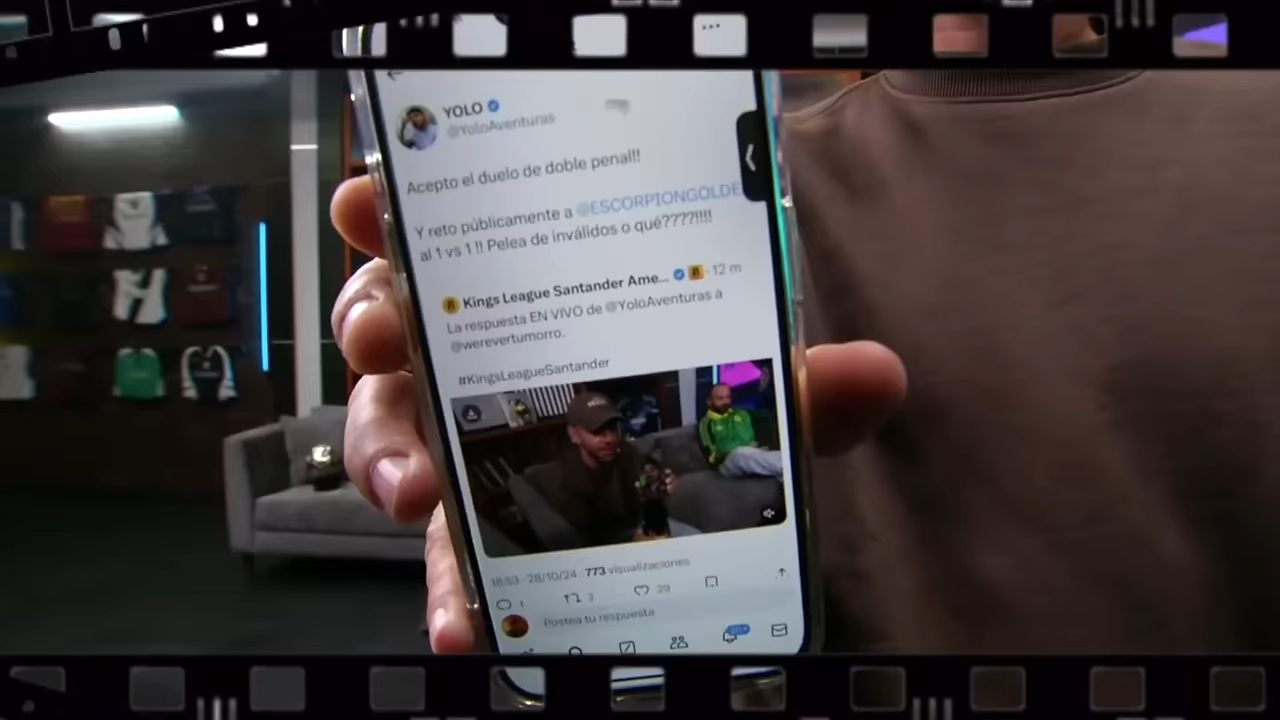 YOLO
@YoloAventuras
Acepto el duelo de doble penal!!
Y reto públicamente a @ESCORPIONGOLDE
al 1 vs 1 !! Pelea de inválidos o qué????!!!!
Kings League Santander Ame... · 12 m
La respuesta EN VIVO de @YoloAventuras a
@werevertumorro.
#KingsLeagueSantander
18:53 · 28/10/24 · 773 visualizaciones
1 3 29
Postea tu respuesta
20+